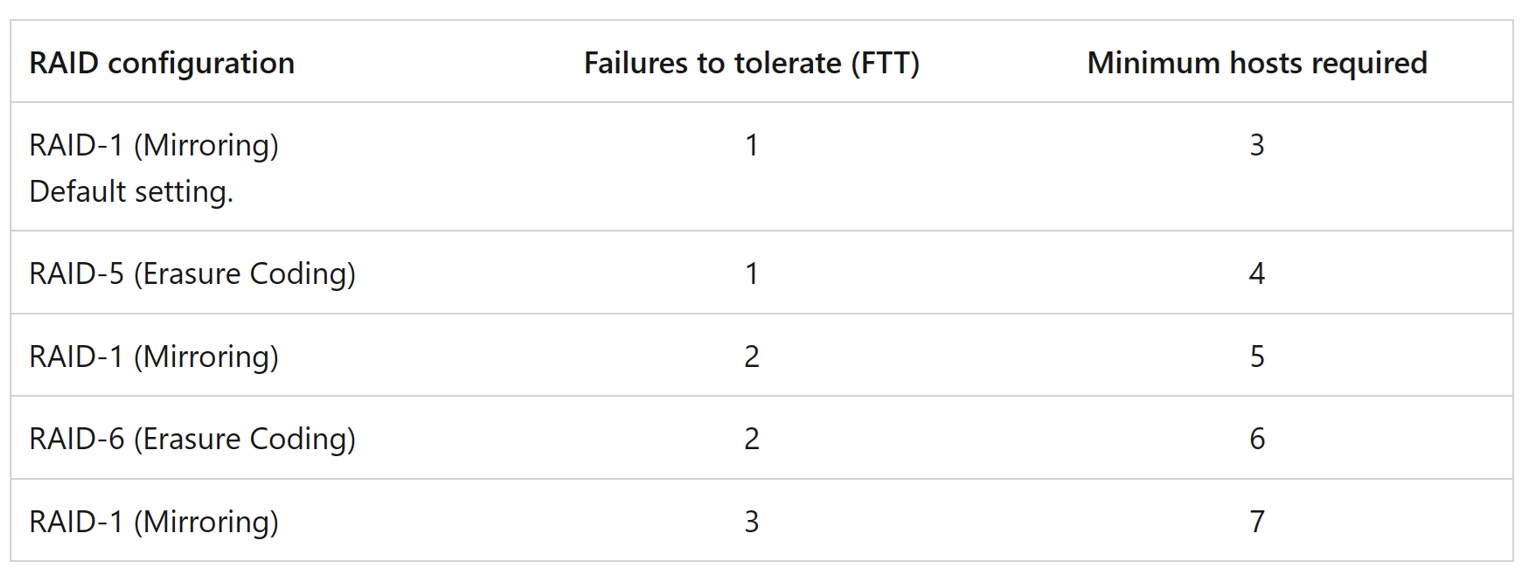 RAID configuration Failures to tolerate (FTT) Minimum hosts required
RAID-1 (Mirroring) 1 3
Default setting.
RAID-5 (Erasure Coding) 1 4
RAID-1 (Mirroring) 2 5
RAID-6 (Erasure Coding) 2 6
RAID-1 (Mirroring) 3 7